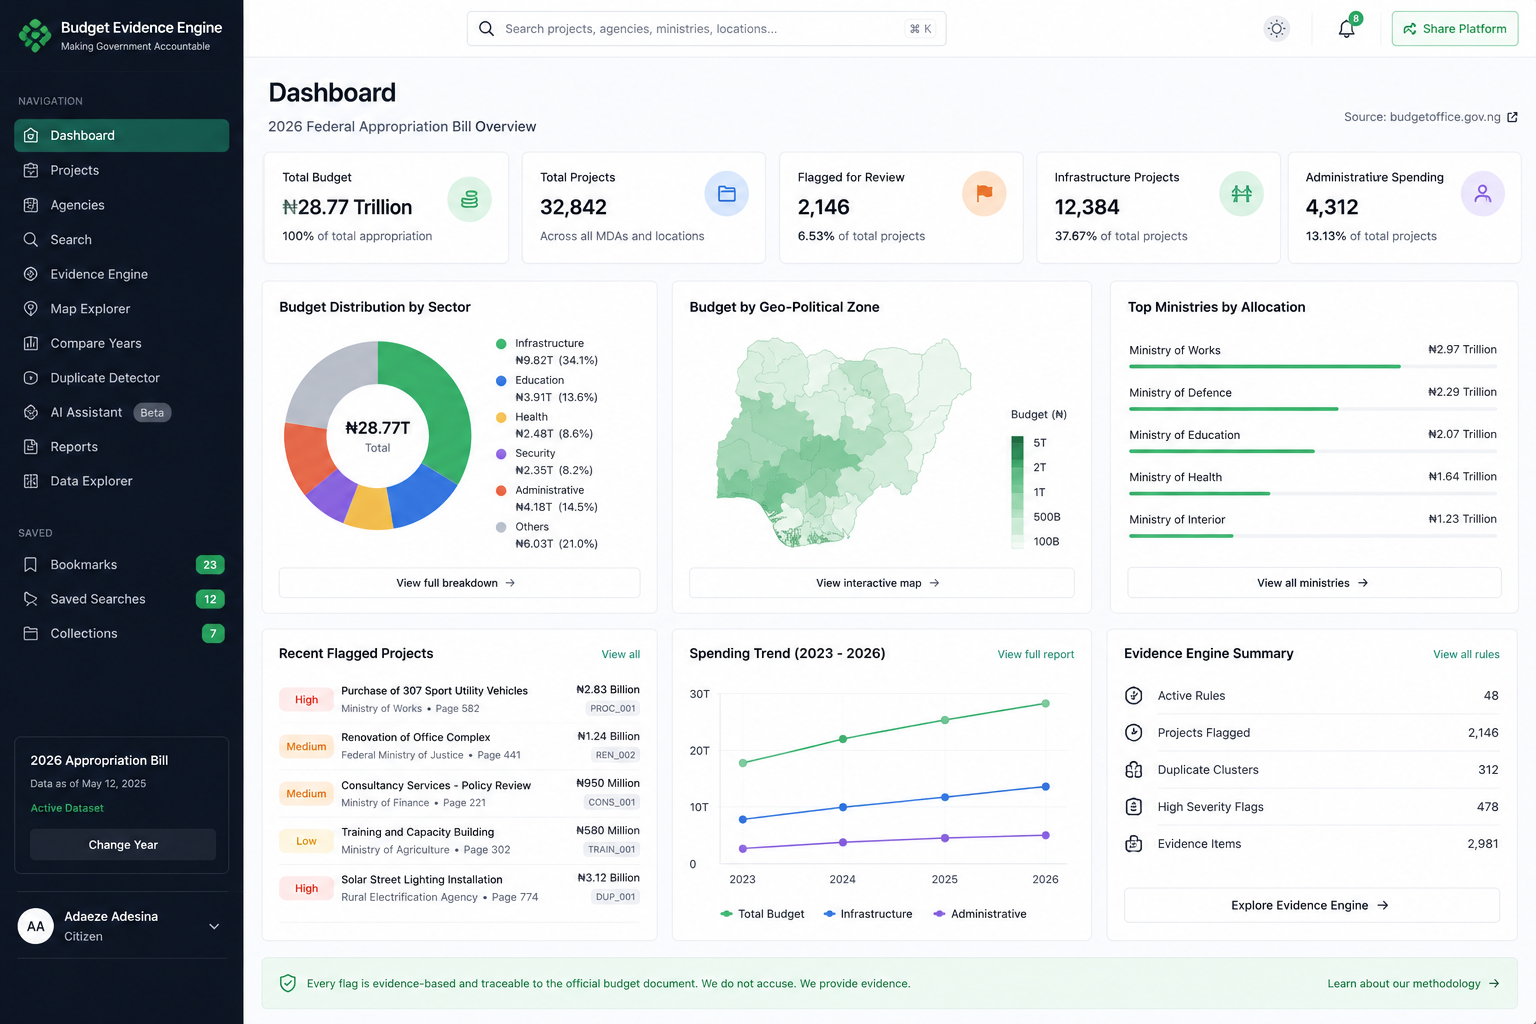 Budget Evidence Engine
Making Government Accountable
NAVIGATION
Dashboard
Projects
Agencies
Search
Evidence Engine
Map Explorer
Compare Years
Duplicate Detector
AI Assistant Beta
Reports
Data Explorer
SAVED
Bookmarks 23
Saved Searches 12
Collections 7
2026 Appropriation Bill
Data as of May 12, 2025
Active Dataset
Change Year
AA
Adaeze Adesina
Citizen
Search projects, agencies, ministries, locations...
⌘ K
8
Share Platform
Dashboard
2026 Federal Appropriation Bill Overview
Source: budgetoffice.gov.ng
Total Budget
₦28.77 Trillion
100% of total appropriation
Total Projects
32,842
Across all MDAs and locations
Flagged for Review
2,146
6.53% of total projects
Infrastructure Projects
12,384
37.67% of total projects
Administrative Spending
4,312
13.13% of total projects
Budget Distribution by Sector
₦28.77T
Total
Infrastructure
₦9.82T (34.1%)
Education
₦3.91T (13.6%)
Health
₦2.48T (8.6%)
Security
₦2.35T (8.2%)
Administrative
₦4.18T (14.5%)
Others
₦6.03T (21.0%)
View full breakdown →
Budget by Geo-Political Zone
Budget (₦)
5T
2T
1T
500B
100B
View interactive map →
Top Ministries by Allocation
Ministry of Works ₦2.97 Trillion
Ministry of Defence ₦2.29 Trillion
Ministry of Education ₦2.07 Trillion
Ministry of Health ₦1.64 Trillion
Ministry of Interior ₦1.23 Trillion
View all ministries →
Recent Flagged Projects View all
High
Purchase of 307 Sport Utility Vehicles ₦2.83 Billion
Ministry of Works • Page 582 PROC_001
Medium
Renovation of Office Complex ₦1.24 Billion
Federal Ministry of Justice • Page 441 REN_002
Medium
Consultancy Services - Policy Review ₦950 Million
Ministry of Finance • Page 221 CONS_001
Low
Training and Capacity Building ₦580 Million
Ministry of Agriculture • Page 302 TRAIN_001
High
Solar Street Lighting Installation ₦3.12 Billion
Rural Electrification Agency • Page 774 DUP_001
Spending Trend (2023 - 2026) View full report
30T
20T
10T
0
2023 2024 2025 2026
Total Budget Infrastructure Administrative
Evidence Engine Summary View all rules
Active Rules 48
Projects Flagged 2,146
Duplicate Clusters 312
High Severity Flags 478
Evidence Items 2,981
Explore Evidence Engine →
Every flag is evidence-based and traceable to the official budget document. We do not accuse. We provide evidence.
Learn about our methodology →